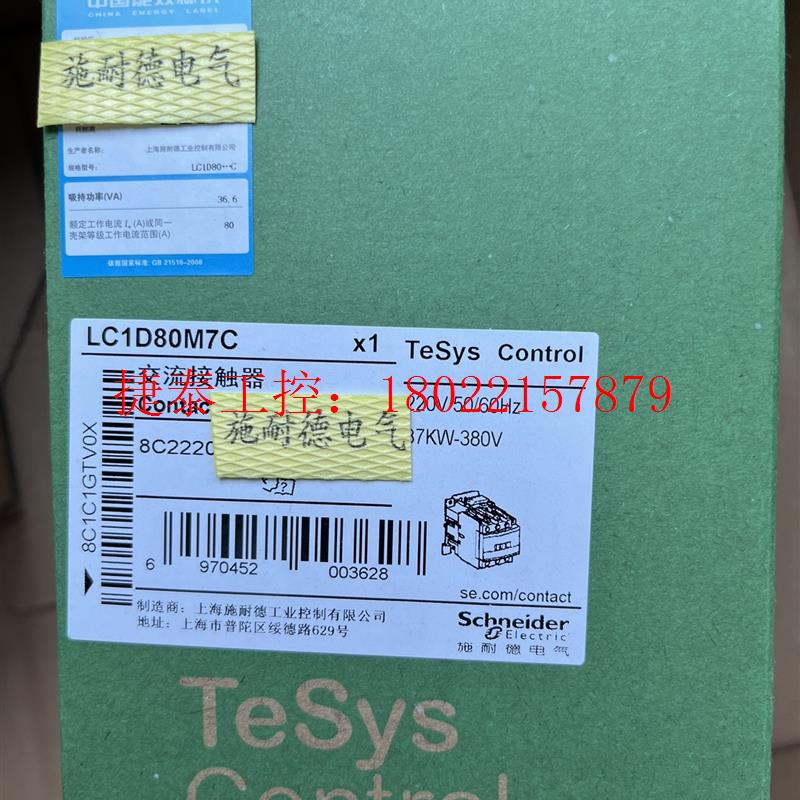 中国能效标识
CHINA ENERGY LABEL
施耐德电气
生产者名称: 上海施耐德工业控制有限公司
规格型号: LC1D80···C
吸持功率(VA) 36.6
额定工作电流Iₑ(A)或同一
壳架等级工作电流范围(A) 80
依据国家标准: GB 21518-2008
LC1D80M7C x1 TeSys Control
交流接触器
捷泰工控：18022157879
Contac 220V/50/60Hz
施耐德电气
8C2220 37KW-380V
8C1C1GTV0X
6 970452 003628
se.com/contact
制造商: 上海施耐德工业控制有限公司
地址: 上海市普陀区绥德路629号
Schneider
Electric
施耐德电气
TeSys
Control